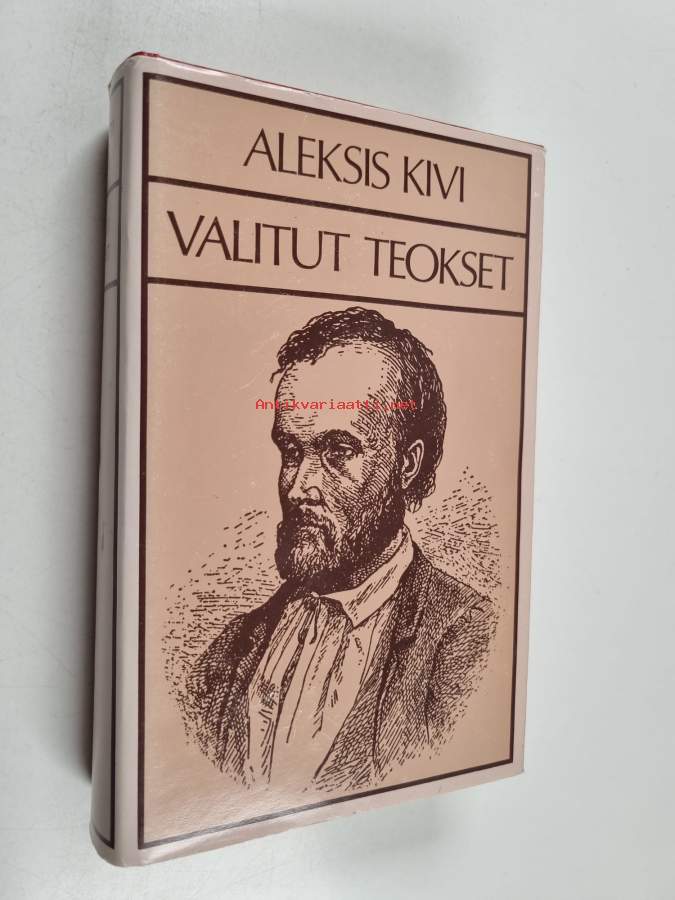 ALEKSIS KIVI
VALITUT TEOKSET
Antikvariaatti.net